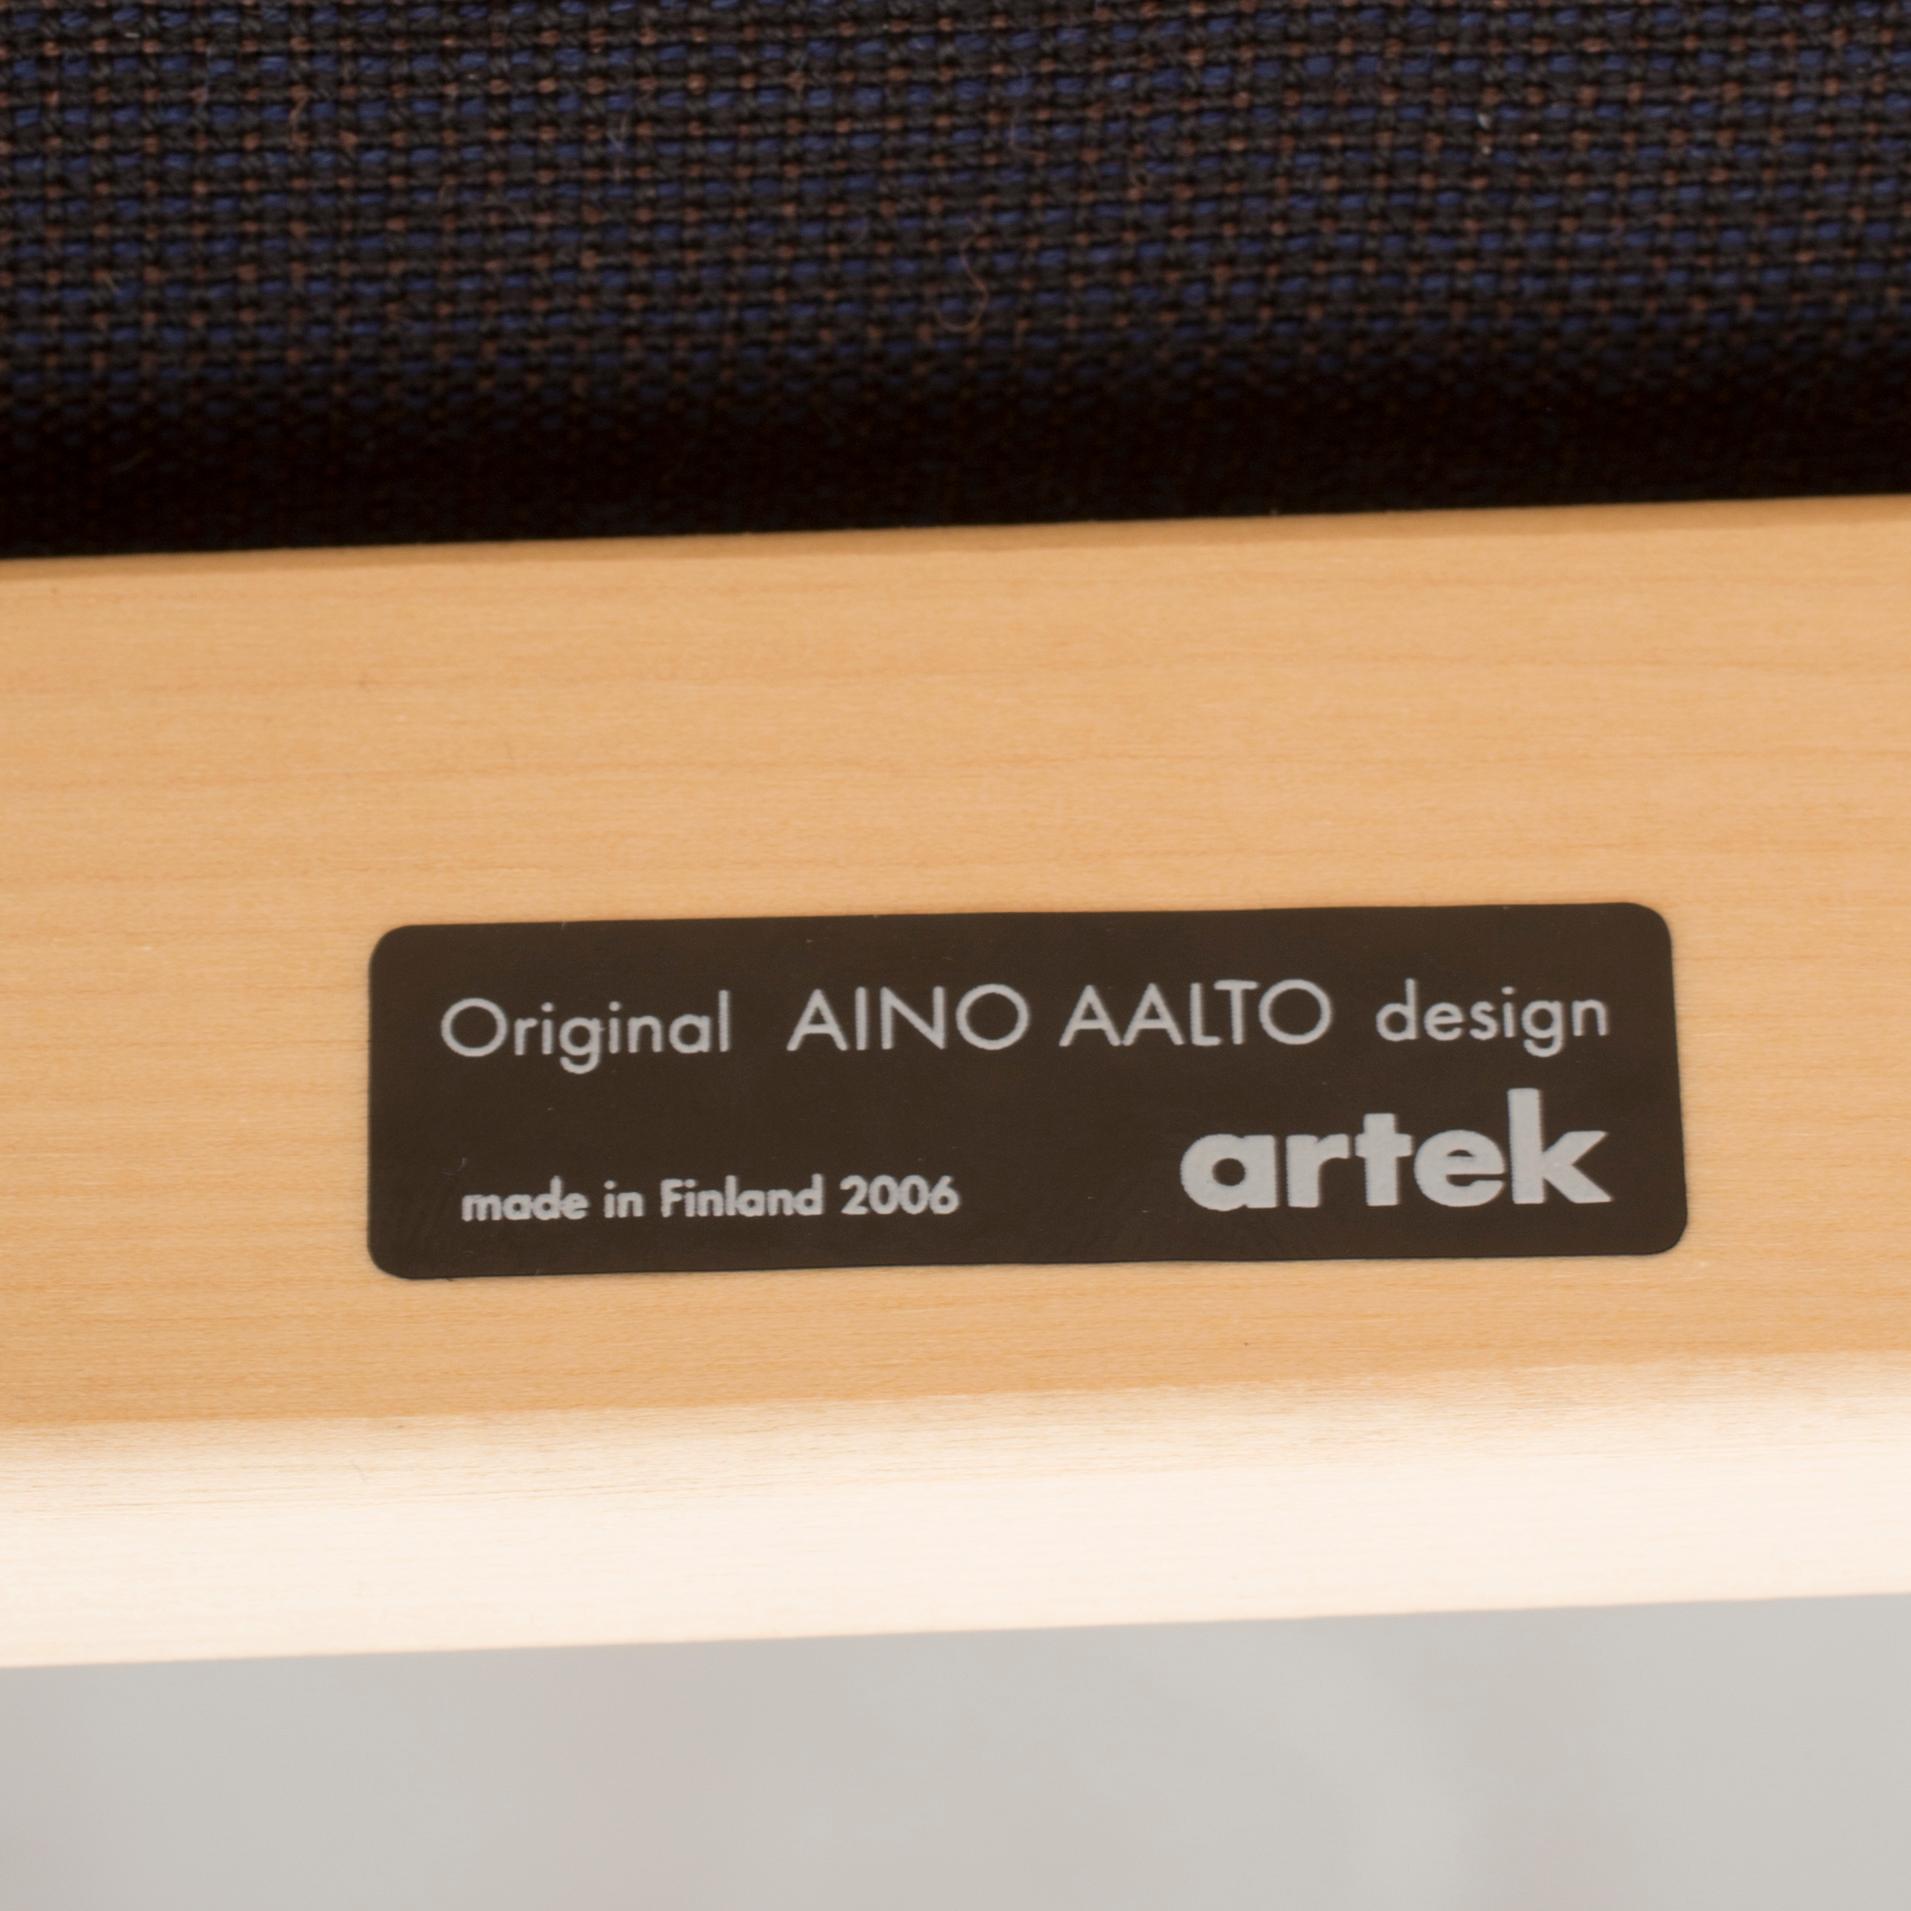 Original AINO AALTO design
artek
made in Finland 2006